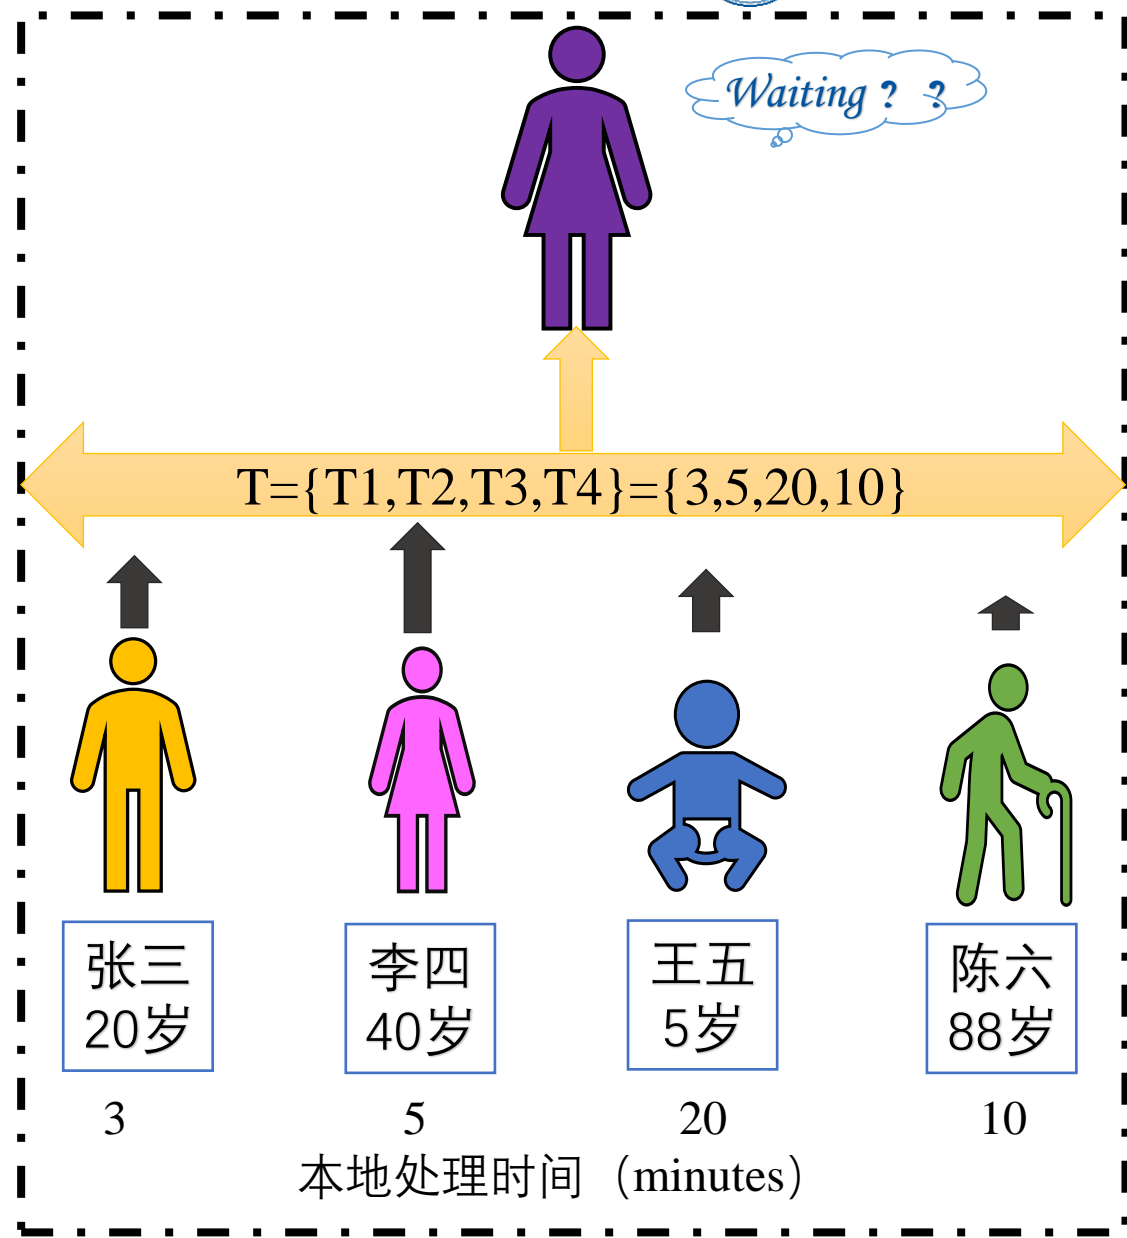 Waiting？ ？
T={T1,T2,T3,T4}={3,5,20,10}
张三
20岁
李四
40岁
王五
5岁
陈六
88岁
3 5 20 10
本地处理时间（minutes）